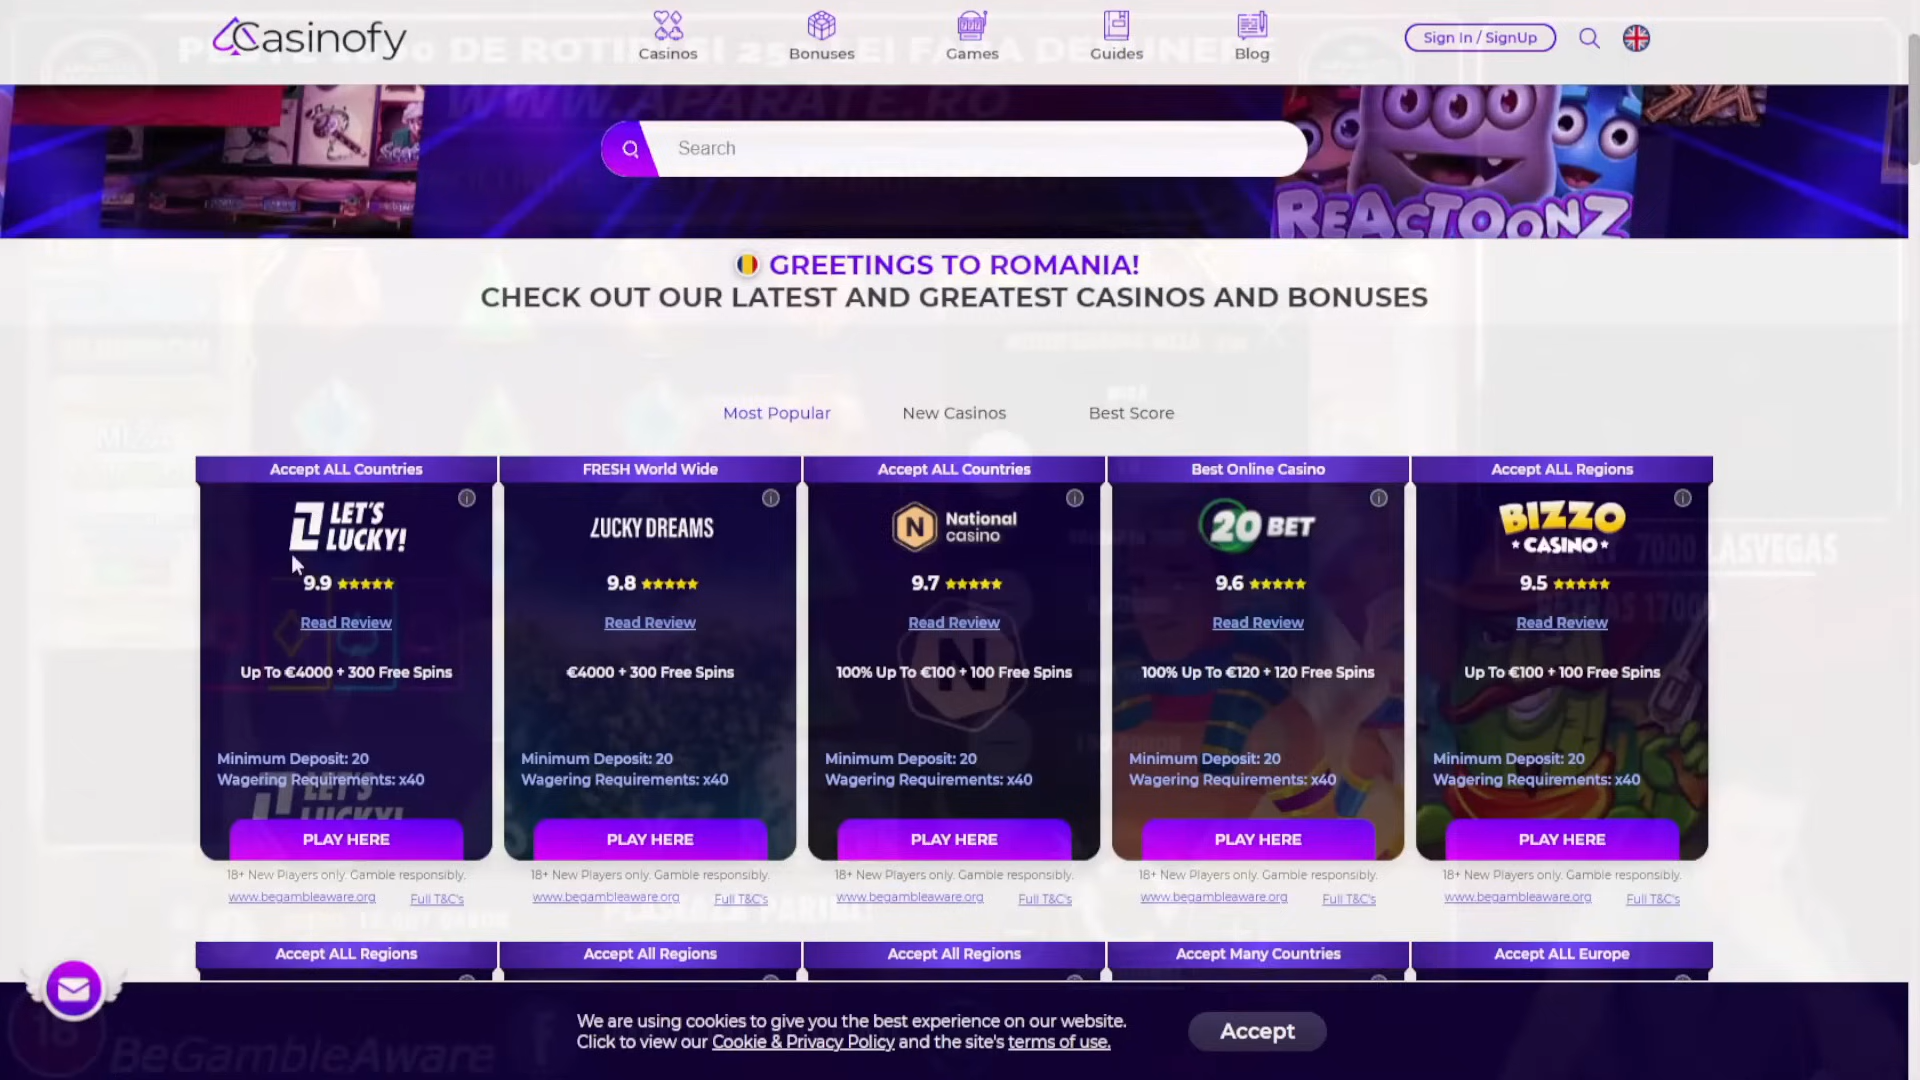 Casinofy
Casinos
Bonuses
Games
Guides
Blog
Sign In / SignUp
WWW.APARATE.RO
Search
REACTOONZ
GREETINGS TO ROMANIA!
CHECK OUT OUR LATEST AND GREATEST CASINOS AND BONUSES
Most Popular
New Casinos
Best Score
Accept ALL Countries
LET'S
LUCKY!
9.9
Read Review
Up To €4000 + 300 Free Spins
Minimum Deposit: 20
Wagering Requirements: x40
LET'S
LUCKY!
PLAY HERE
18+ New Players only. Gamble responsibly.
www.begambleaware.org
Full T&C's
FRESH World Wide
LUCKY DREAMS
9.8
Read Review
€4000 + 300 Free Spins
Minimum Deposit: 20
Wagering Requirements: x40
PLAY HERE
18+ New Players only. Gamble responsibly.
www.begambleaware.org
Full T&C's
Accept ALL Countries
N National
casino
9.7
Read Review
100% Up To €100 + 100 Free Spins
N
Minimum Deposit: 20
Wagering Requirements: x40
PLAY HERE
18+ New Players only. Gamble responsibly.
www.begambleaware.org
Full T&C's
Best Online Casino
20 BET
9.6
Read Review
100% Up To €120 + 120 Free Spins
Minimum Deposit: 20
Wagering Requirements: x40
PLAY HERE
18+ New Players only. Gamble responsibly.
www.begambleaware.org
Full T&C's
Accept ALL Regions
BIZZO
CASINO
9.5
Read Review
Up To €100 + 100 Free Spins
Minimum Deposit: 20
Wagering Requirements: x40
PLAY HERE
18+ New Players only. Gamble responsibly.
www.begambleaware.org
Full T&C's
7000 LASVEGAS
Accept ALL Regions
Accept All Regions
Accept All Regions
Accept Many Countries
Accept ALL Europe
We are using cookies to give you the best experience on our website.
Click to view our Cookie & Privacy Policy and the site's terms of use.
Accept
18
BeGambleAware